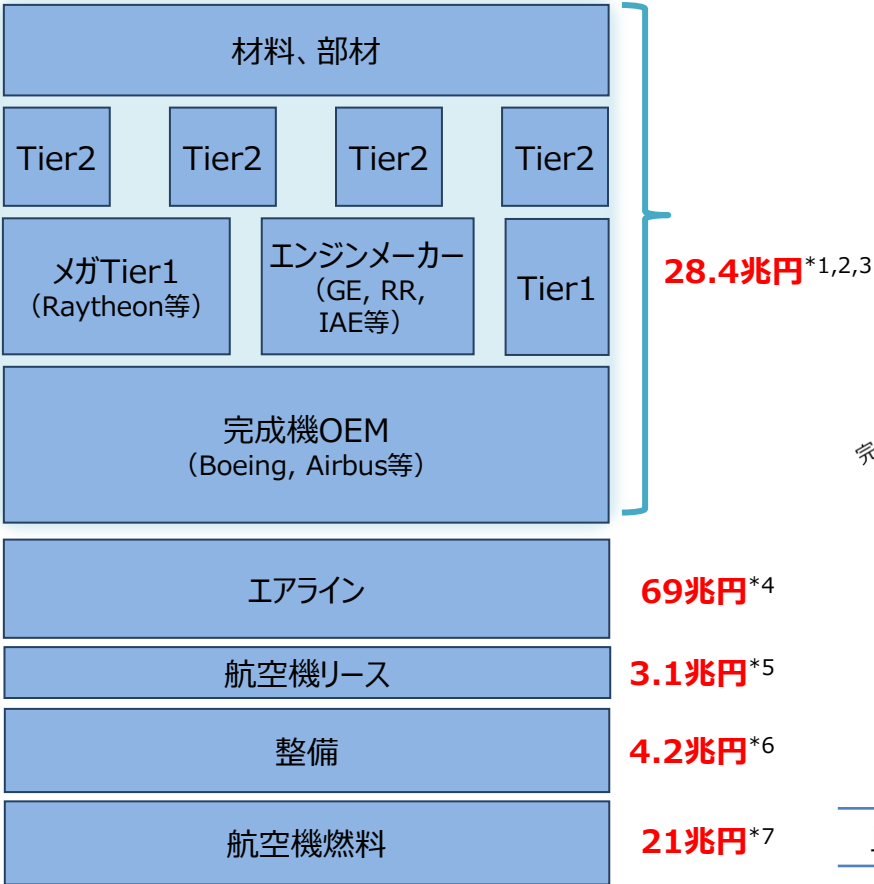 材料、部材
Tier2 Tier2 Tier2 Tier2
メガTier1
（Raytheon等）
エンジンメーカー
（GE, RR,
IAE等）
Tier1
28.4兆円*1,2,3
完成機OEM
（Boeing, Airbus等）
完
エアライン
69兆円*4
航空機リース
3.1兆円*5
整備
4.2兆円*6
航空機燃料
21兆円*7